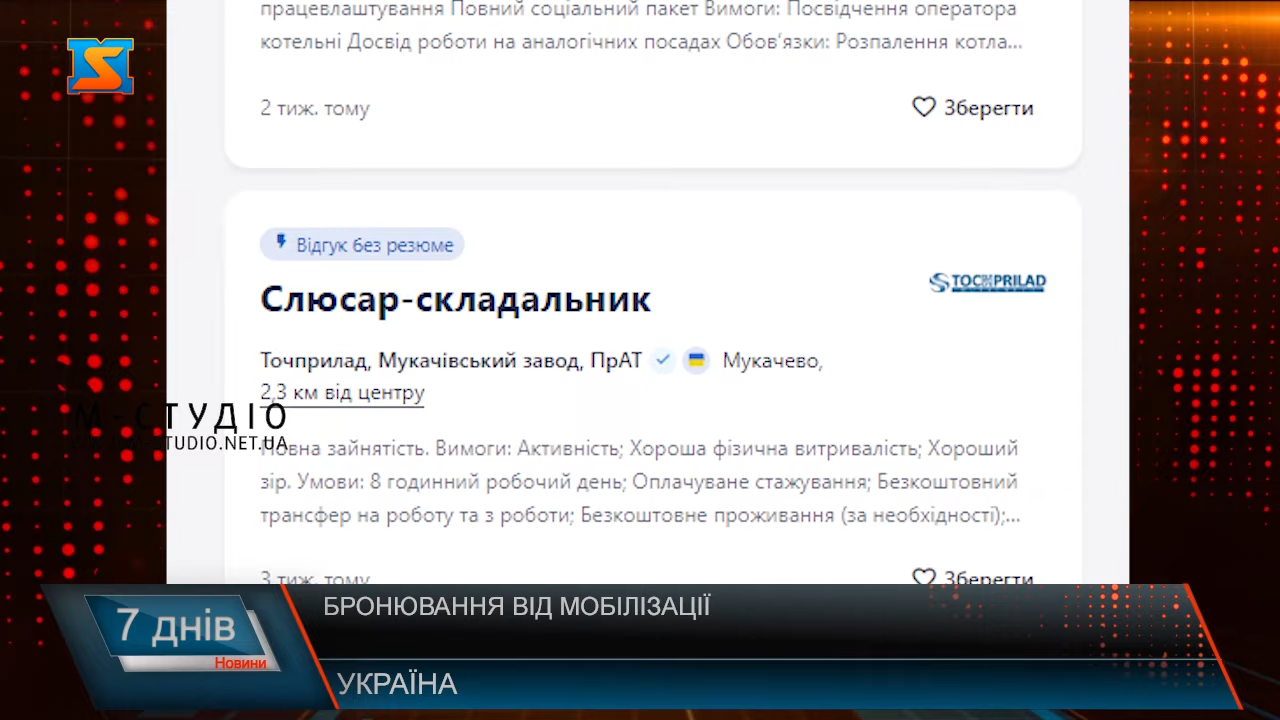 працевлаштування Повний соціальний пакет Вимоги: Посвідчення оператора
котельні Досвід роботи на аналогічних посадах Обов'язки: Розпалення котла...
2 тиж. тому
Зберегти
Відгук без резюме
TOCHPRILAD
Слюсар-складальник
Точприлад, Мукачівський завод, ПрАТ Мукачево,
2,3 км від центру
М-СТУДІО
STUDIO.NET.UA
Повна зайнятість. Вимоги: Активність; Хороша фізична витривалість; Хороший
зір. Умови: 8 годинний робочий день; Оплачуване стажування; Безкоштовний
трансфер на роботу та з роботи; Безкоштовне проживання (за необхідності);...
3 тиж. тому
Зберегти
7 днів
Новини
БРОНЮВАННЯ ВІД МОБІЛІЗАЦІЇ
УКРАЇНА